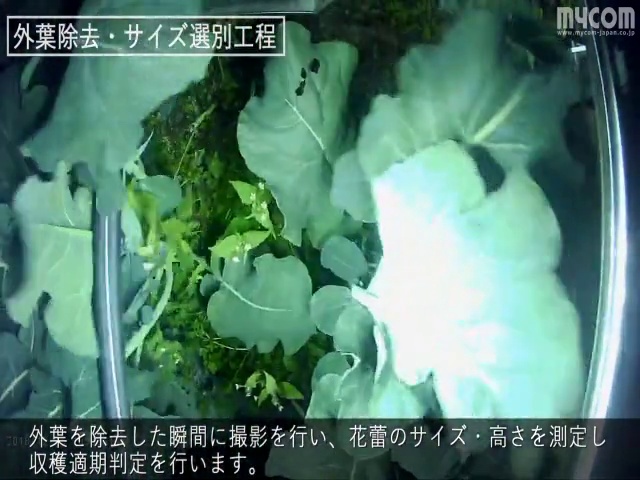 外葉除去・サイズ選別工程
mycom
www.mycom-japan.co.jp
外葉を除去した瞬間に撮影を行い、花蕾のサイズ・高さを測定し
収穫適期判定を行います。